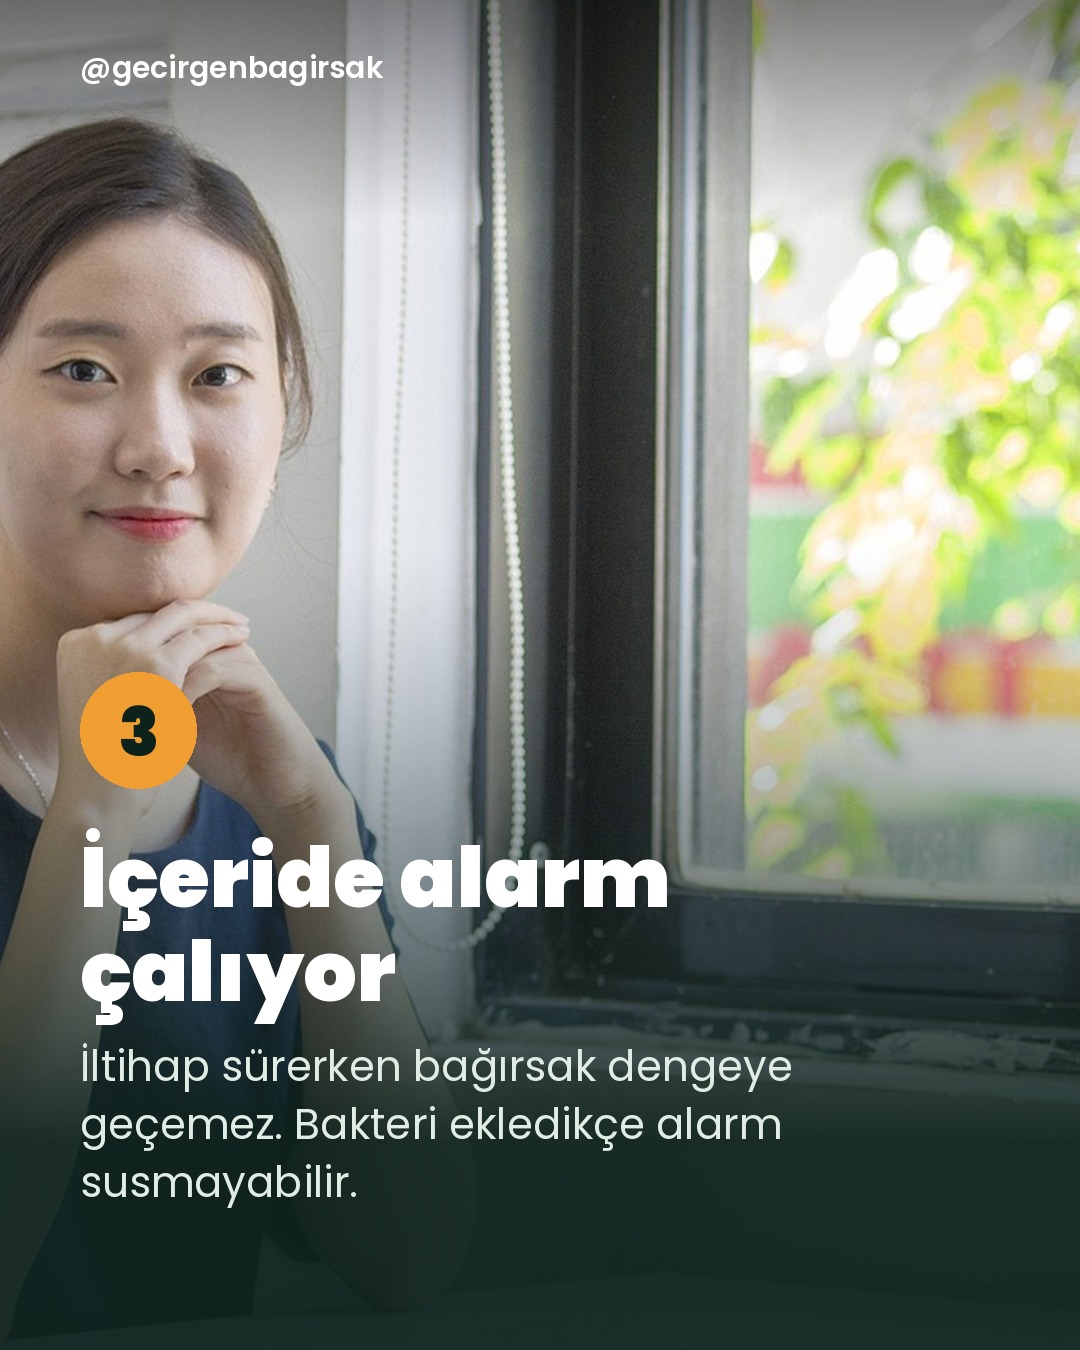 @gecirgenbagirsak
3
İçeride alarm
çalıyor
İltihap sürerken bağırsak dengeye
geçemez. Bakteri ekledikçe alarm
susmayabilir.